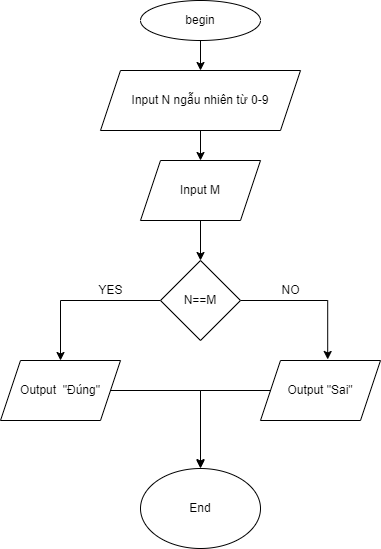 begin
Input N ngẫu nhiên từ 0-9
Input M
N==M
YES
NO
Output "Đúng"
Output "Sai"
End